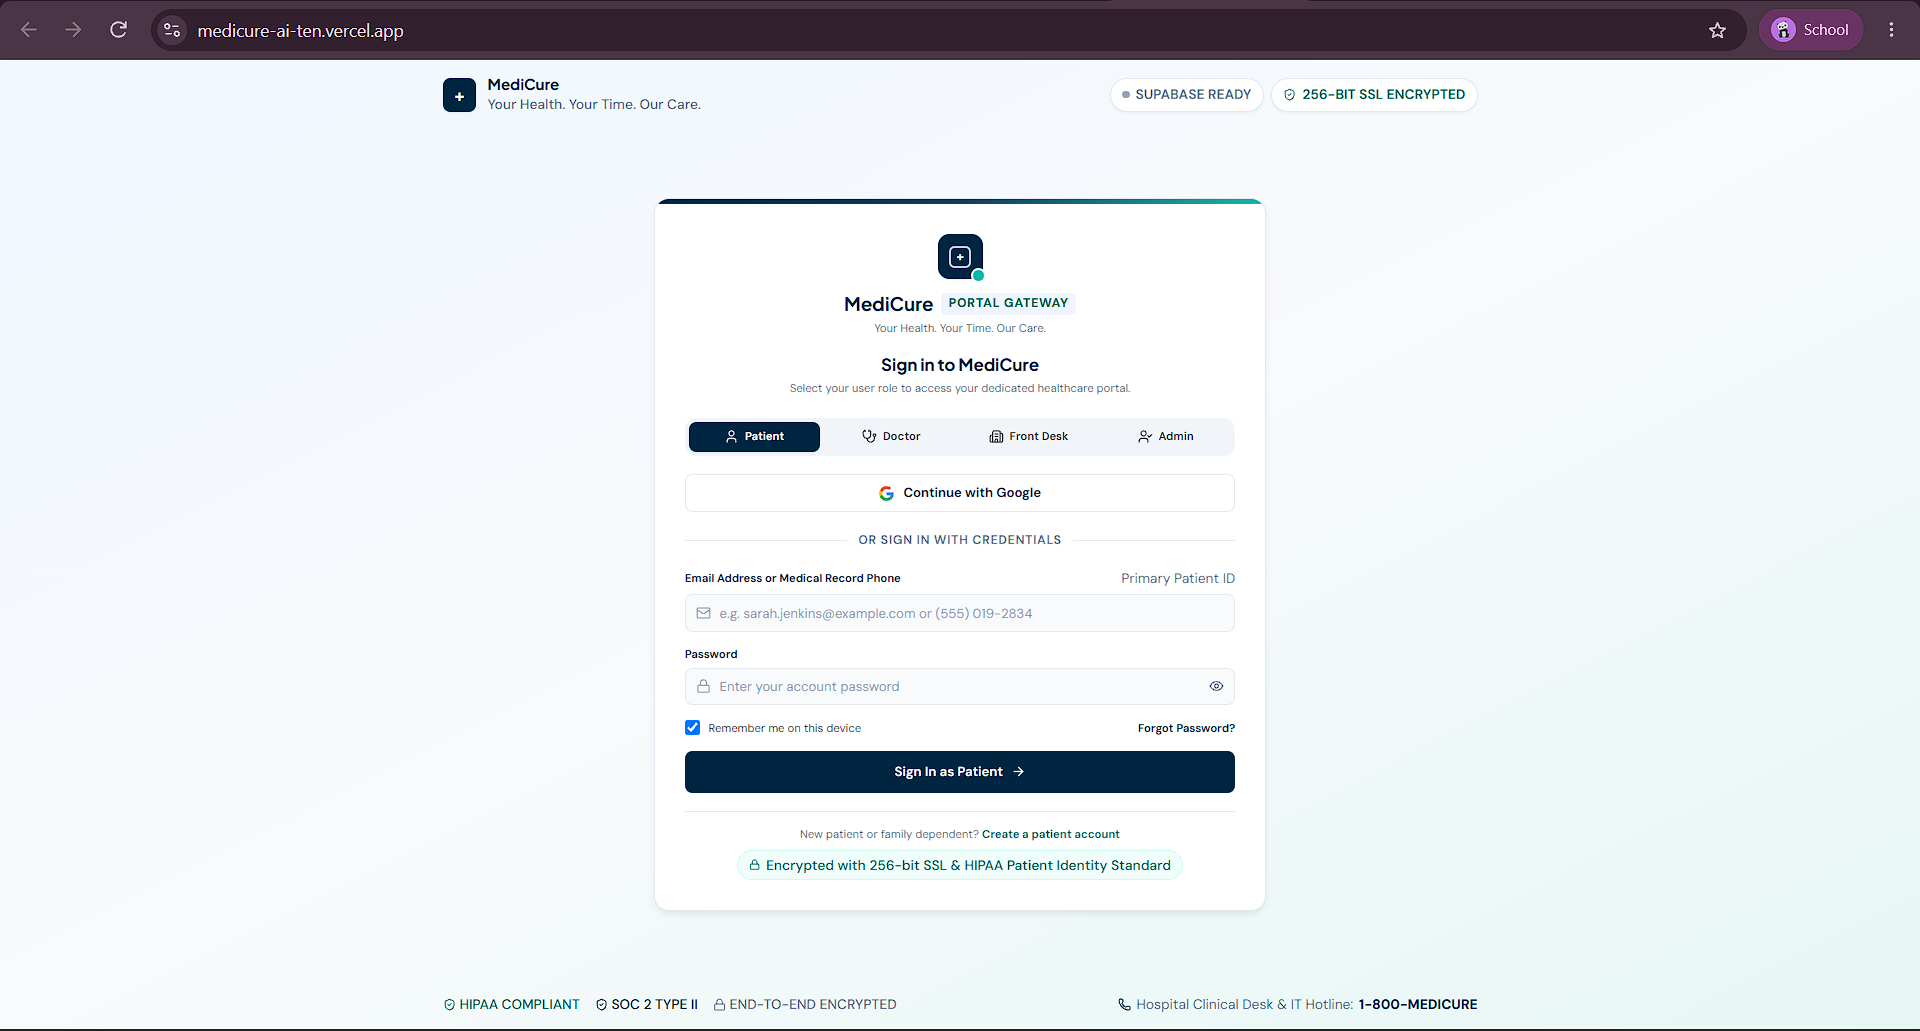 medicure-ai-ten.vercel.app
School
MediCure
Your Health. Your Time. Our Care.
SUPABASE READY
256-BIT SSL ENCRYPTED
MediCure PORTAL GATEWAY
Your Health. Your Time. Our Care.
Sign in to MediCure
Select your user role to access your dedicated healthcare portal.
Patient
Doctor
Front Desk
Admin
Continue with Google
OR SIGN IN WITH CREDENTIALS
Email Address or Medical Record Phone
Primary Patient ID
e.g. sarah.jenkins@example.com or (555) 019-2834
Password
Enter your account password
Remember me on this device
Forgot Password?
Sign In as Patient →
New patient or family dependent? Create a patient account
Encrypted with 256-bit SSL & HIPAA Patient Identity Standard
HIPAA COMPLIANT
SOC 2 TYPE II
END-TO-END ENCRYPTED
Hospital Clinical Desk & IT Hotline: 1-800-MEDICURE